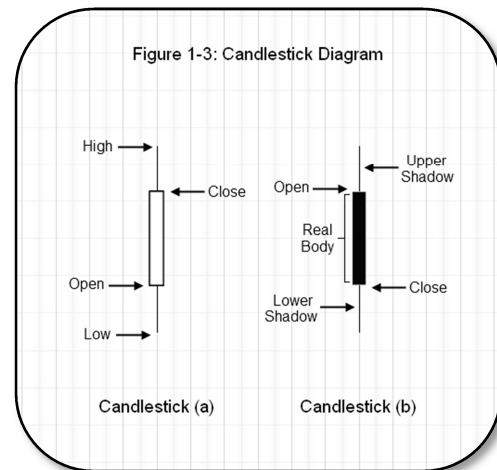 Figure 1-3: Candlestick Diagram
High
Close
Open
Low
Candlestick (a)
Upper
Shadow
Open
Real
Body
Close
Lower
Shadow
Candlestick (b)